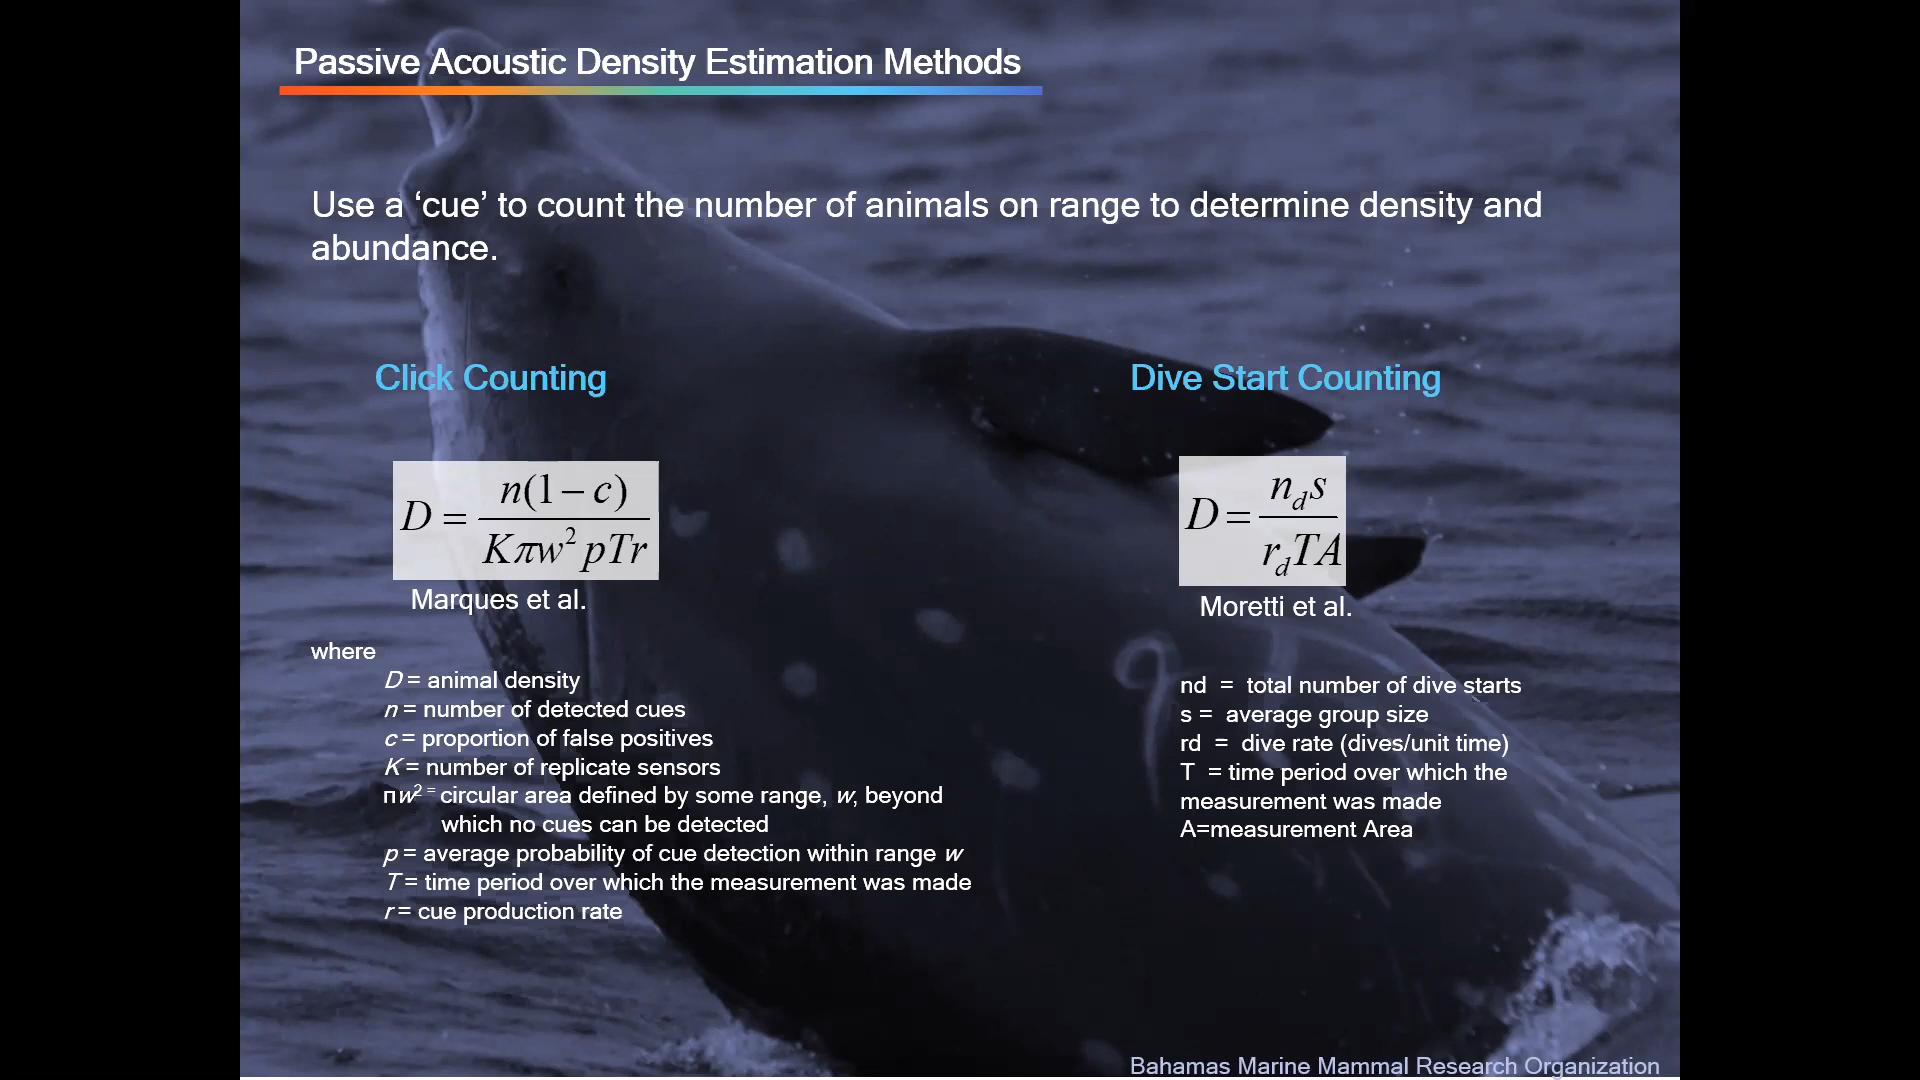 Passive Acoustic Density Estimation Methods
Use a ‘cue’ to count the number of animals on range to determine density and
abundance.
Click Counting
D = n(1 − c) / Kπw² pTr
Marques et al.
where
D = animal density
n = number of detected cues
c = proportion of false positives
K = number of replicate sensors
πw² = circular area defined by some range, w, beyond
which no cues can be detected
p = average probability of cue detection within range w
T = time period over which the measurement was made
r = cue production rate
Dive Start Counting
D = n_d s / r_d TA
Moretti et al.
nd = total number of dive starts
s = average group size
rd = dive rate (dives/unit time)
T = time period over which the
measurement was made
A=measurement Area
Bahamas Marine Mammal Research Organization